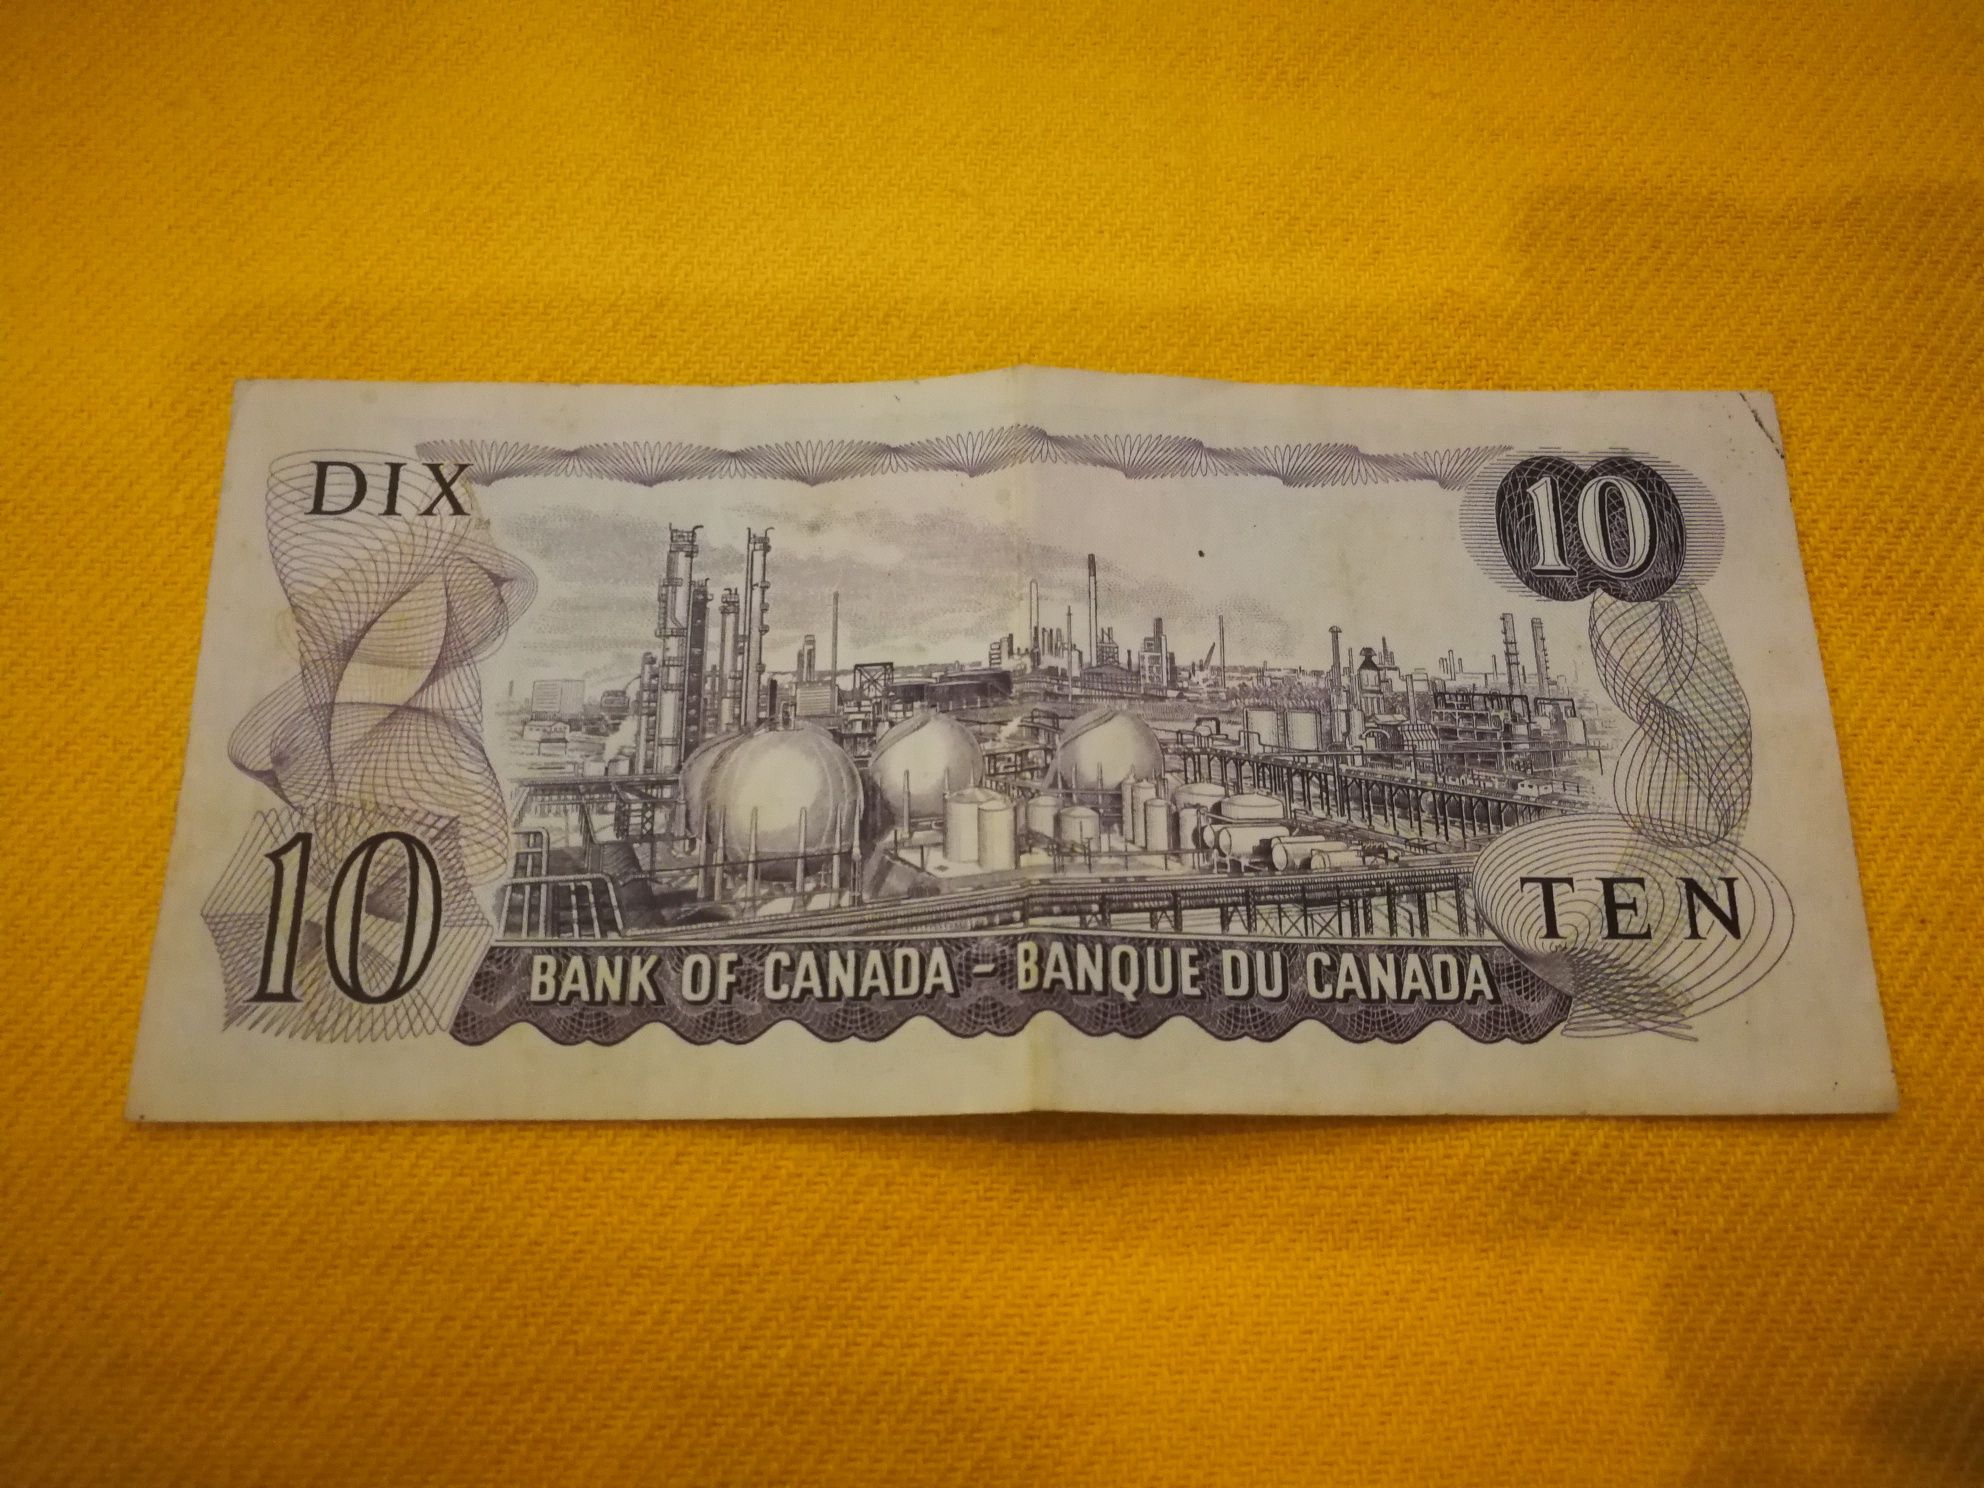 DIX
10
10
TEN
BANK OF CANADA - BANQUE DU CANADA